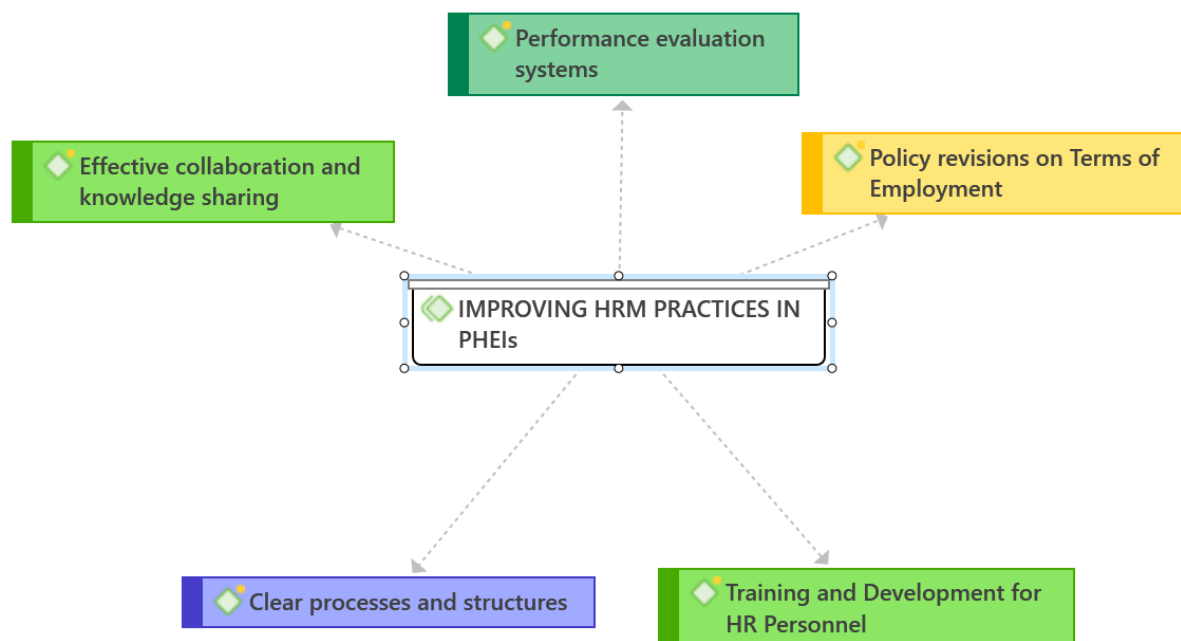 Performance evaluation
systems
Effective collaboration and
knowledge sharing
Policy revisions on Terms of
Employment
IMPROVING HRM PRACTICES IN
PHEIs
Clear processes and structures
Training and Development for
HR Personnel